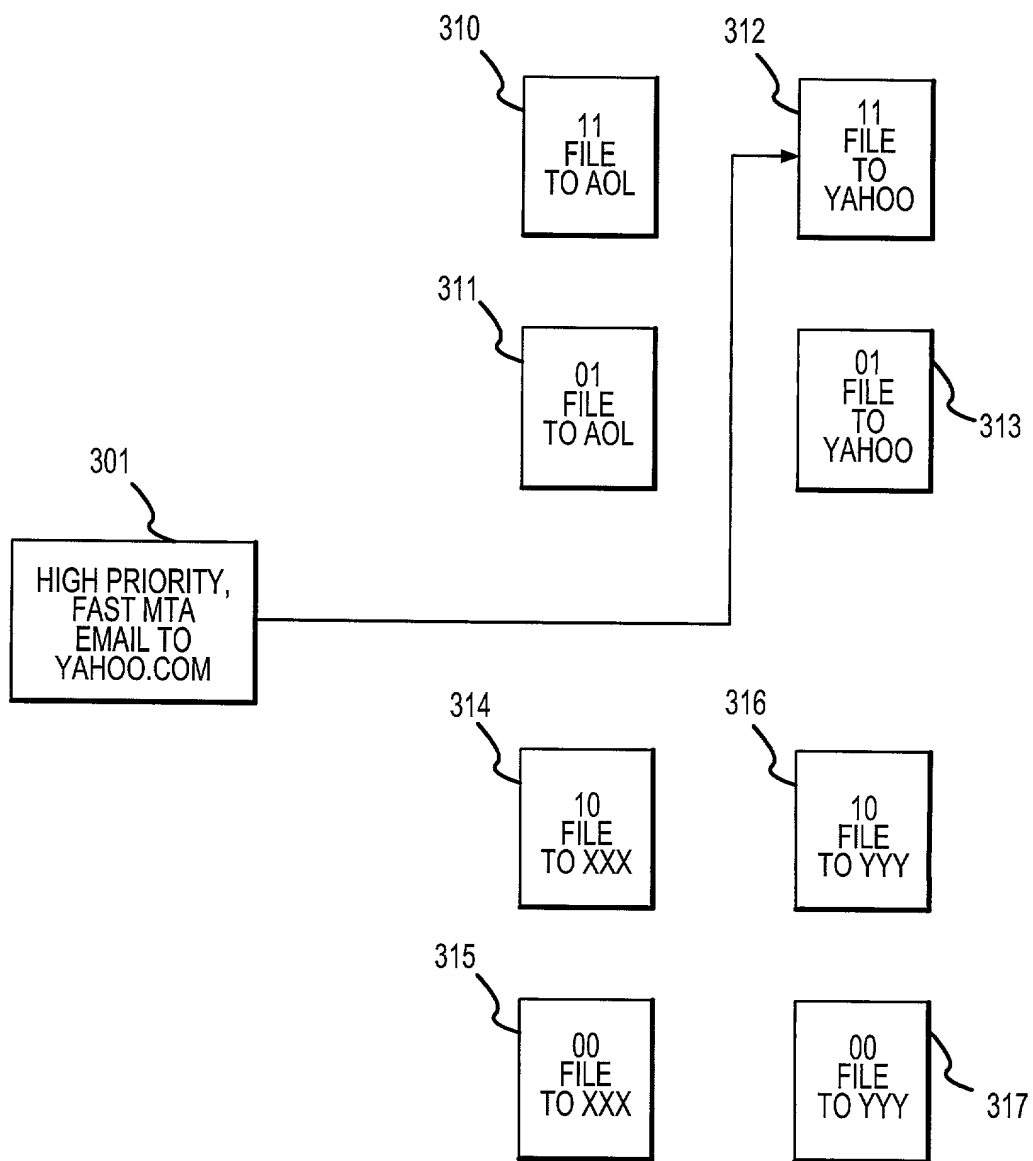 310
312
11
FILE
TO AOL
11
FILE
TO
YAHOO
311
01
FILE
TO AOL
01
FILE
TO
YAHOO
313
301
HIGH PRIORITY,
FAST MTA
EMAIL TO
YAHOO.COM
314
316
10
FILE
TO XXX
10
FILE
TO YYY
315
00
FILE
TO XXX
00
FILE
TO YYY
317